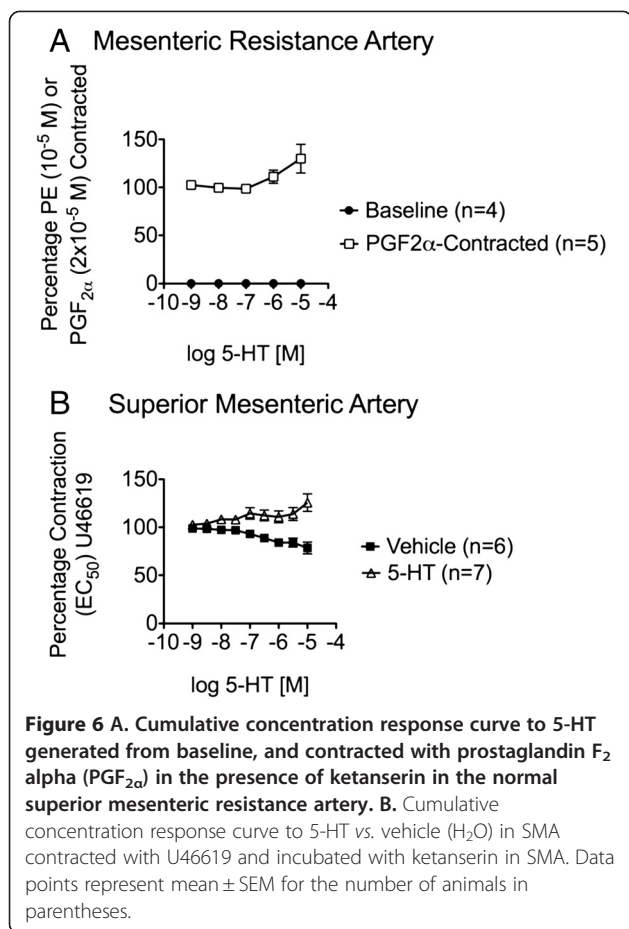 A Mesenteric Resistance Artery
Percentage PE (10-5 M) or
PGF2α (2x10-5 M) Contracted
150
100
50
0
-10 -9 -8 -7 -6 -5 -4
log 5-HT [M]
Baseline (n=4)
PGF2α-Contracted (n=5)
B Superior Mesenteric Artery
Percentage Contraction
(EC50) U46619
150
100
50
0
-10 -9 -8 -7 -6 -5 -4
log 5-HT [M]
Vehicle (n=6)
5-HT (n=7)
Figure 6 A. Cumulative concentration response curve to 5-HT
generated from baseline, and contracted with prostaglandin F2
alpha (PGF2α) in the presence of ketanserin in the normal
superior mesenteric resistance artery. B. Cumulative
concentration response curve to 5-HT vs. vehicle (H2O) in SMA
contracted with U46619 and incubated with ketanserin in SMA. Data
points represent mean ± SEM for the number of animals in
parentheses.